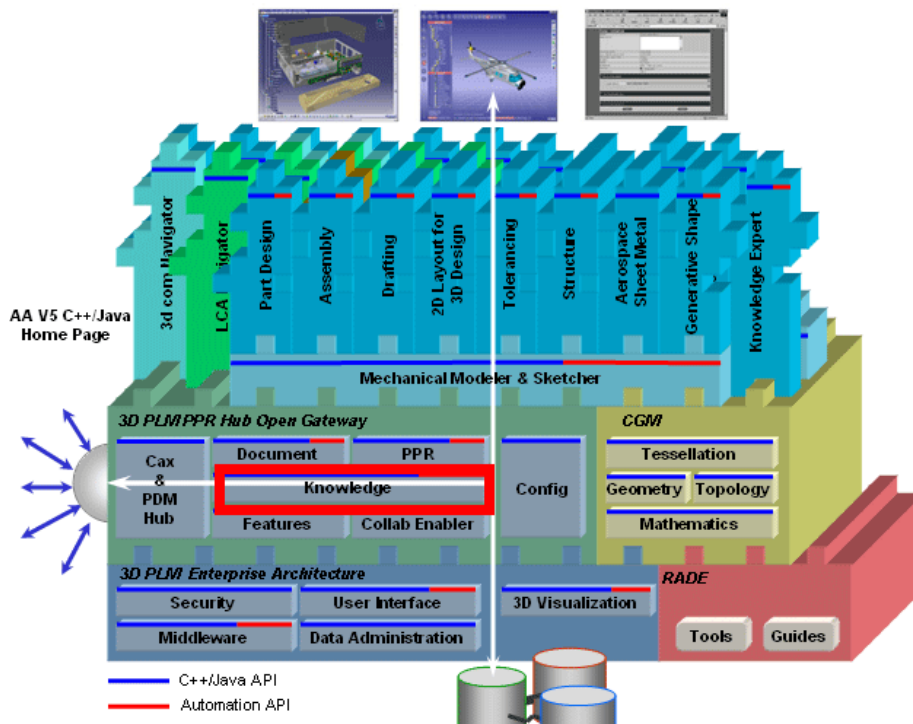 3d com Navigator
LCA Navigator
Part Design
Assembly
Drafting
2D Layout for
3D Design
Tolerancing
Structure
Aerospace
Sheet Metal
Generative Shape
Knowledge Expert
AA V5 C++/Java
Home Page
Mechanical Modeler & Sketcher
3D PLM PPR Hub Open Gateway
CGM
Cax
&
PDM
Hub
Document
PPR
Knowledge
Features
Collab Enabler
Config
Tessellation
Geometry
Topology
Mathematics
3D PLM Enterprise Architecture
RADE
Security
User Interface
3D Visualization
Middleware
Data Administration
Tools
Guides
C++/Java API
Automation API